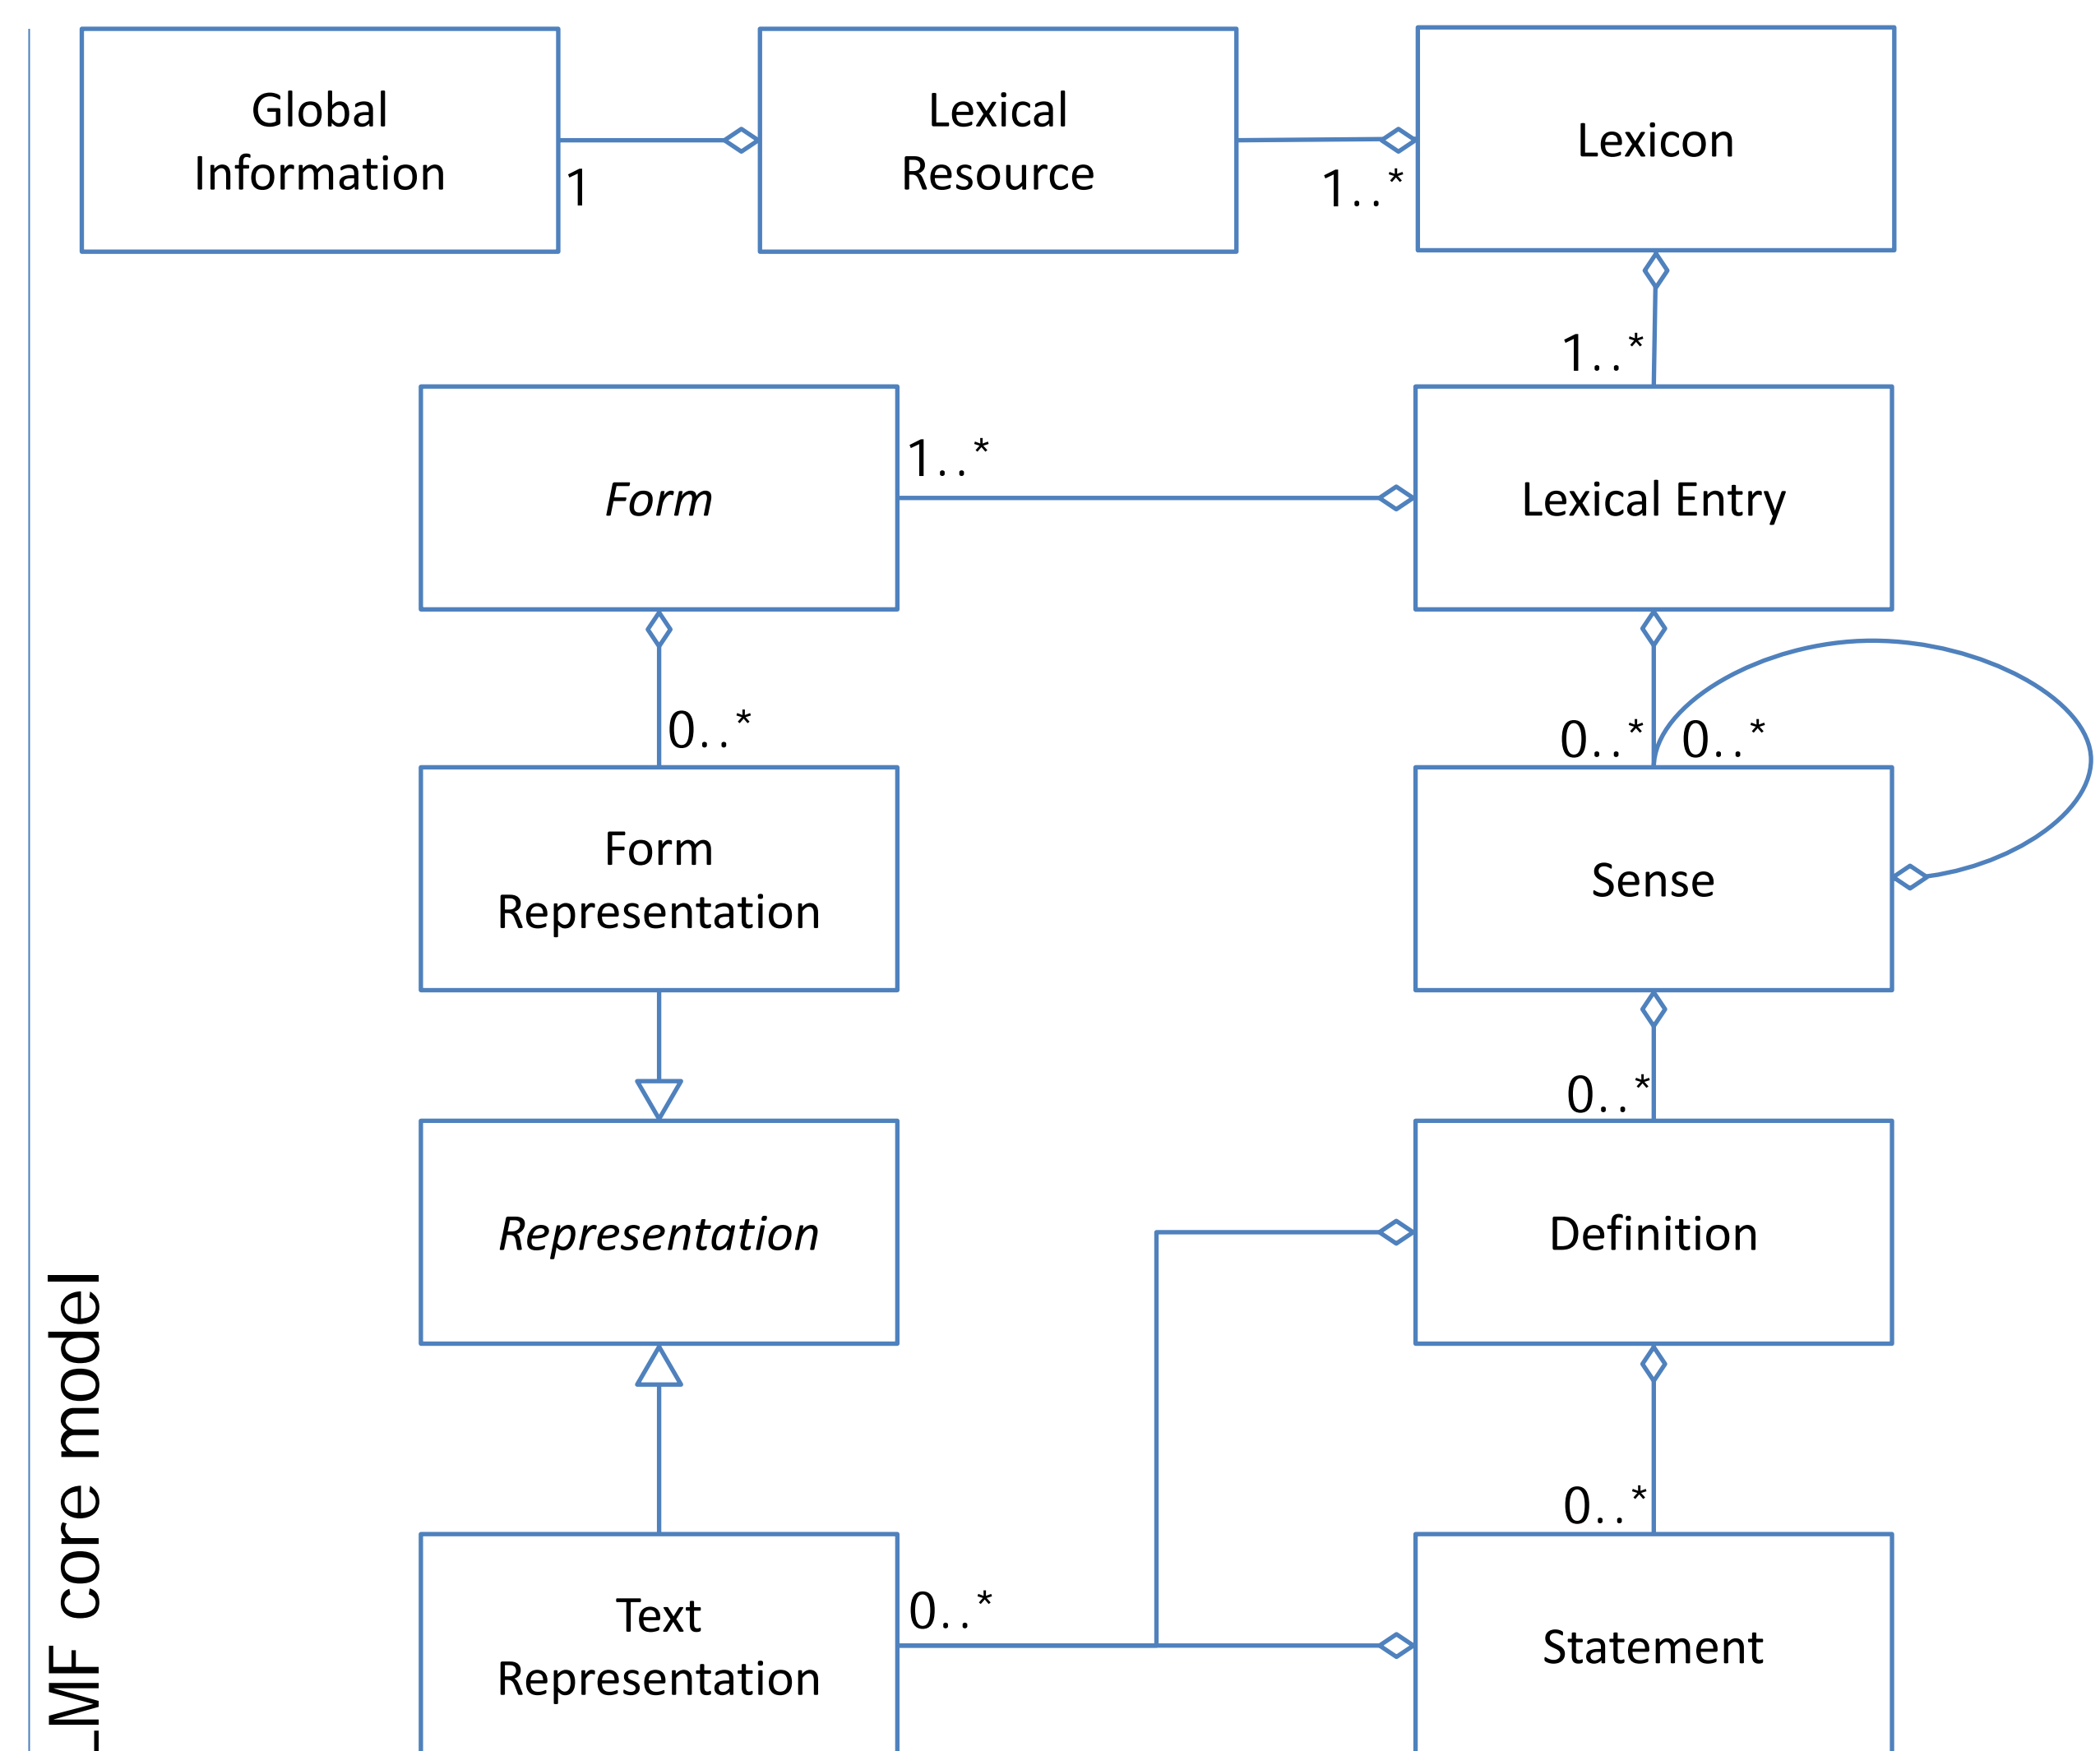 Global
Information
1
Lexical
Resource
1..*
Lexicon
1..*
Form
1..*
Lexical Entry
0..*
0..*
0..*
Form
Representation
Sense
0..*
Representation
Definition
0..*
Text
Representation
0..*
Statement
LMF core model